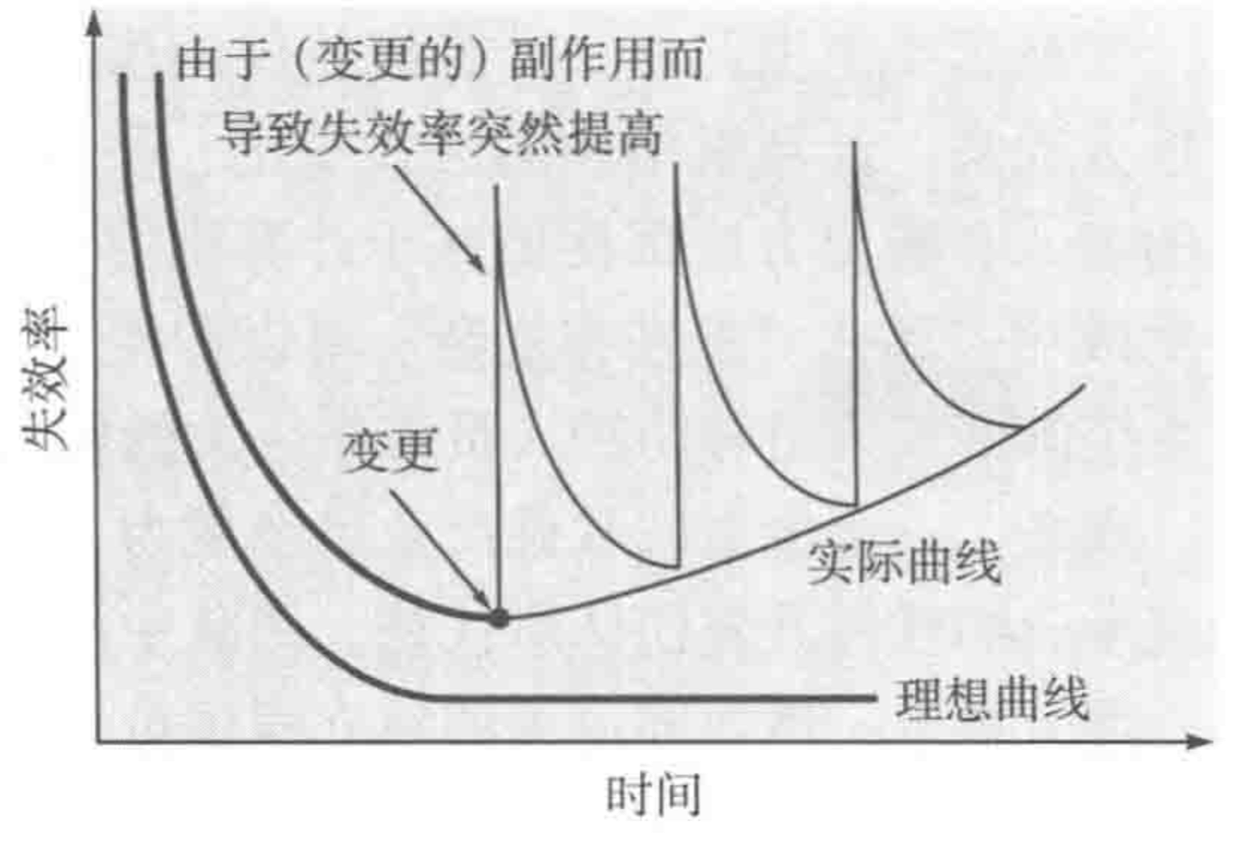 由于（变更的）副作用而
导致失效率突然提高
失效率
变更
实际曲线
理想曲线
时间